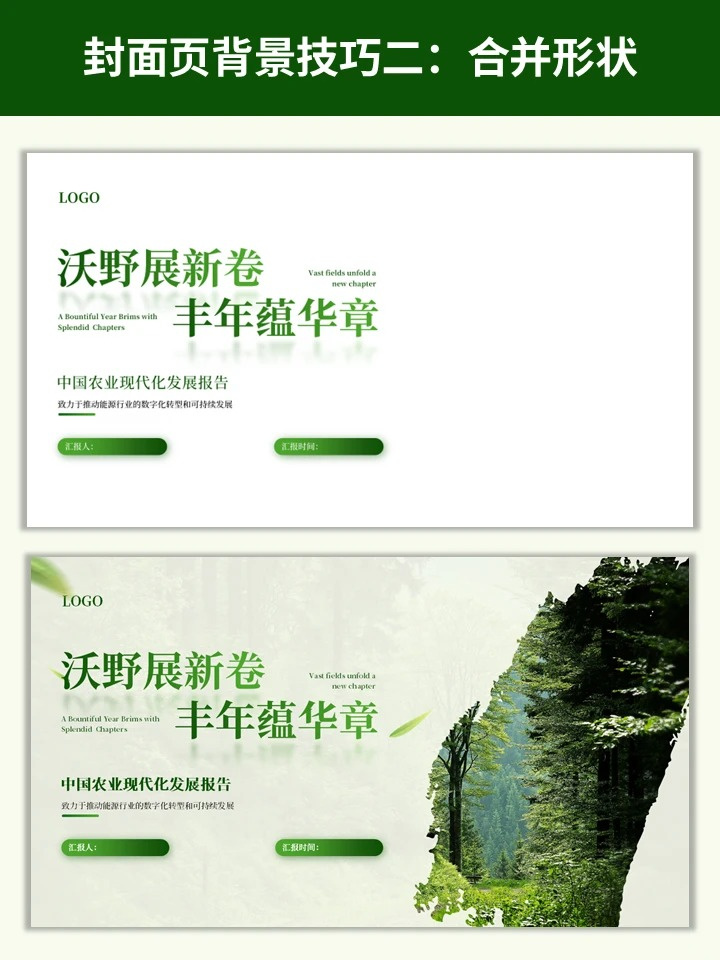 封面页背景技巧二：合并形状
LOGO
沃野展新卷
Vast fields unfold a
new chapter
A Bountiful Year Brims with
Splendid Chapters
丰年蕴华章
中国农业现代化发展报告
致力于推动能源行业的数字化转型和可持续发展
汇报人：
汇报时间：
LOGO
沃野展新卷
Vast fields unfold a
new chapter
A Bountiful Year Brims with
Splendid Chapters
丰年蕴华章
中国农业现代化发展报告
致力于推动能源行业的数字化转型和可持续发展
汇报人：
汇报时间：